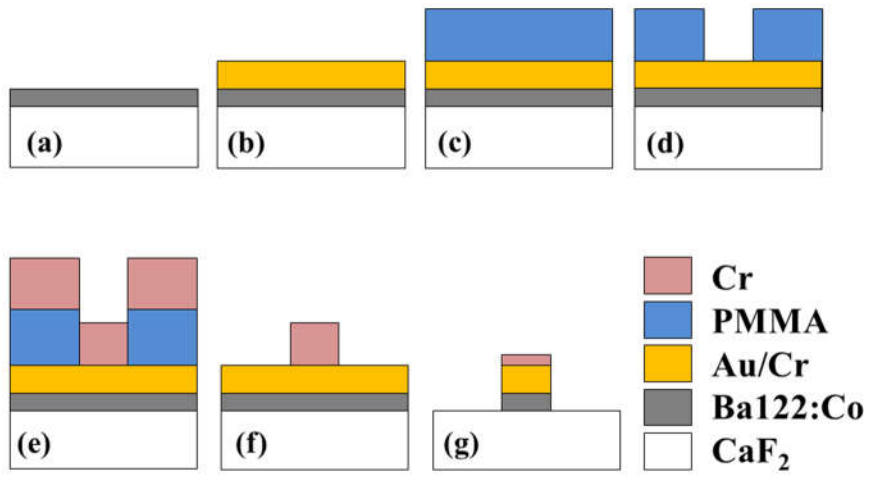 (a)
(b)
(c)
(d)
(e)
(f)
(g)
Cr
PMMA
Au/Cr
Ba122:Co
CaF₂